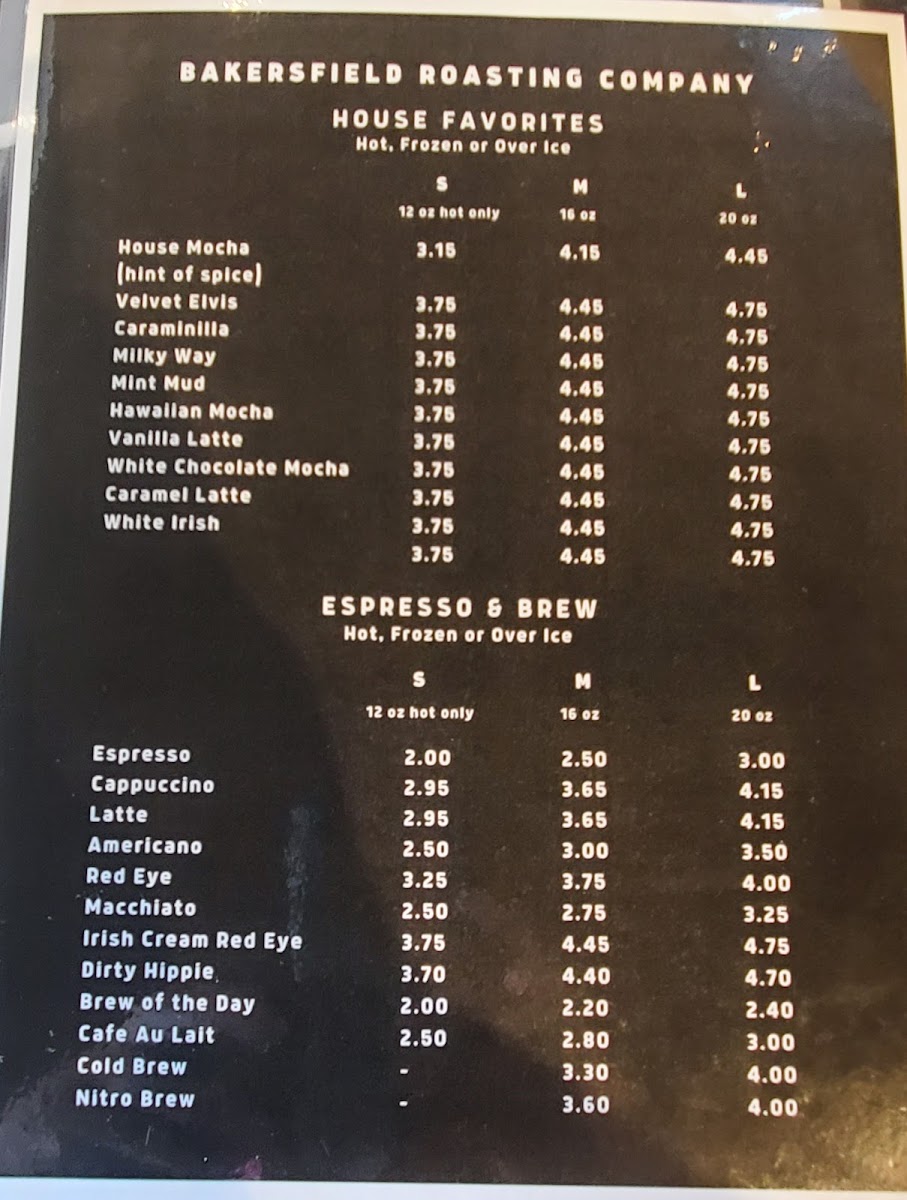 BAKERSFIELD ROASTING COMPANY
HOUSE FAVORITES
Hot, Frozen or Over Ice
S M L
12 oz hot only 16 oz 20 oz
House Mocha 3.15 4.15 4.45
(hint of spice)
Velvet Elvis 3.75 4.45 4.75
Caraminilla 3.75 4.45 4.75
Milky Way 3.75 4.45 4.75
Mint Mud 3.75 4.45 4.75
Hawaiian Mocha 3.75 4.45 4.75
Vanilla Latte 3.75 4.45 4.75
White Chocolate Mocha 3.75 4.45 4.75
Caramel Latte 3.75 4.45 4.75
White Irish 3.75 4.45 4.75
3.75 4.45 4.75
ESPRESSO & BREW
Hot, Frozen or Over Ice
S M L
12 oz hot only 16 oz 20 oz
Espresso 2.00 2.50 3.00
Cappuccino 2.95 3.65 4.15
Latte 2.95 3.65 4.15
Americano 2.50 3.00 3.50
Red Eye 3.25 3.75 4.00
Macchiato 2.50 2.75 3.25
Irish Cream Red Eye 3.75 4.45 4.75
Dirty Hippie 3.70 4.40 4.70
Brew of the Day 2.00 2.20 2.40
Cafe Au Lait 2.50 2.80 3.00
Cold Brew - 3.30 4.00
Nitro Brew - 3.60 4.00